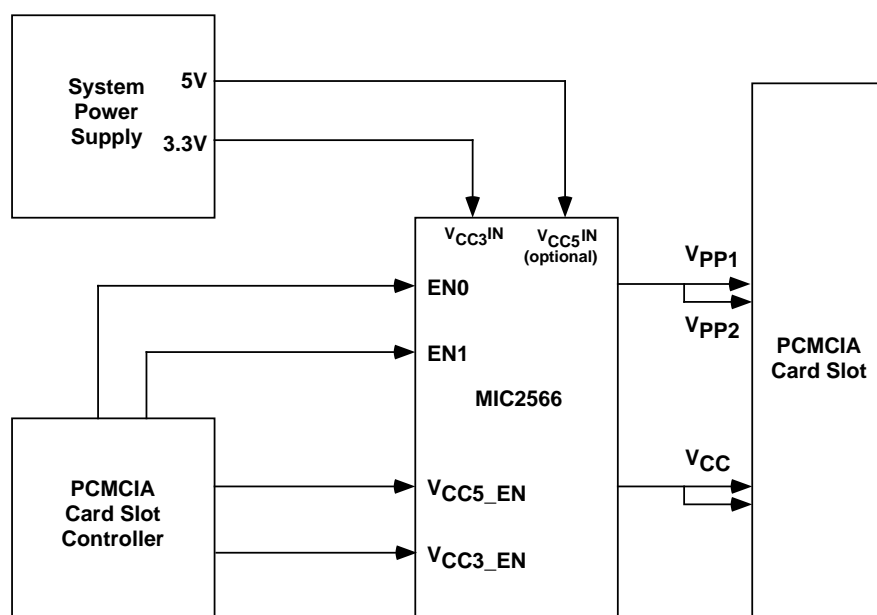 System
Power
Supply
5V
3.3V
VCC3IN
VCC5IN
(optional)
EN0
EN1
MIC2566
VCC5_EN
VCC3_EN
PCMCIA
Card Slot
Controller
VPP1
VPP2
VCC
PCMCIA
Card Slot